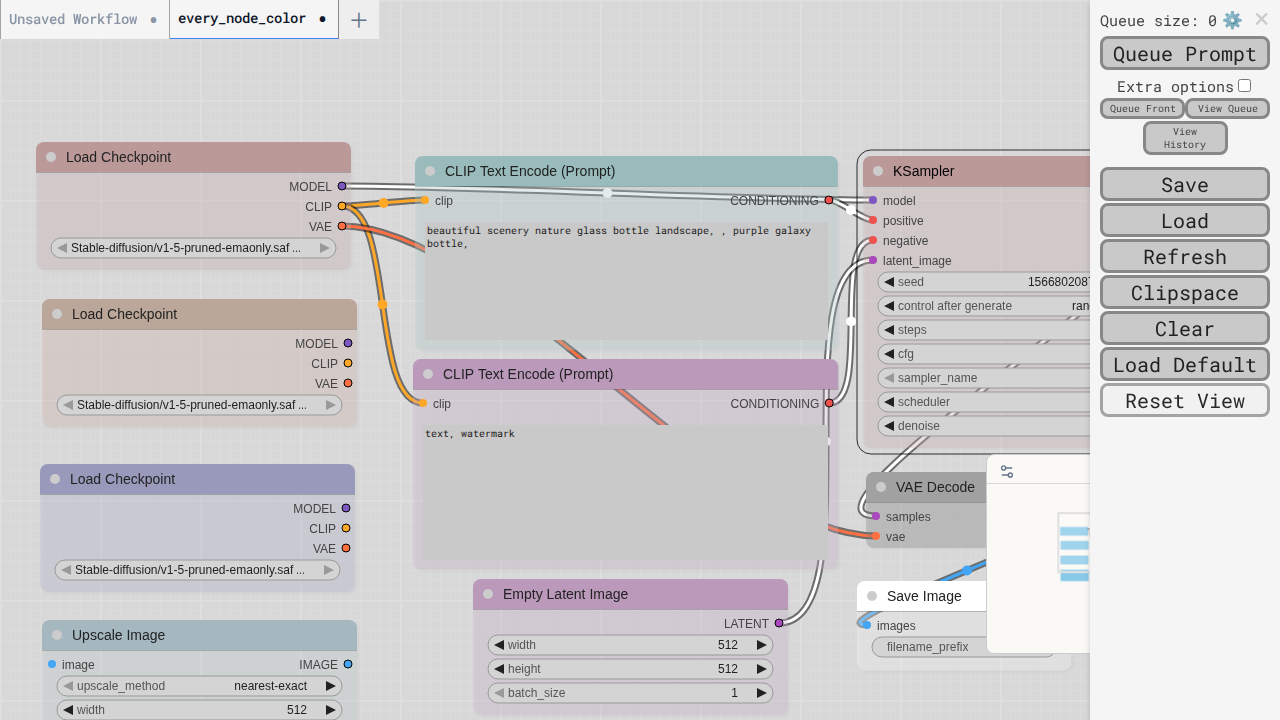 Unsaved Workflow
every_node_color
Queue size: 0
Queue Prompt
Extra options
Queue Front
View Queue
View History
Save
Load
Refresh
Clipspace
Clear
Load Default
Reset View
Load Checkpoint
MODEL
CLIP
VAE
Stable-diffusion/v1-5-pruned-emaonly.saf ...
Load Checkpoint
MODEL
CLIP
VAE
Stable-diffusion/v1-5-pruned-emaonly.saf ...
Load Checkpoint
MODEL
CLIP
VAE
Stable-diffusion/v1-5-pruned-emaonly.saf ...
Upscale Image
image IMAGE
upscale_method nearest-exact
width 512
CLIP Text Encode (Prompt)
clip CONDITIONING
beautiful scenery nature glass bottle landscape, , purple galaxy
bottle,
CLIP Text Encode (Prompt)
clip CONDITIONING
text, watermark
Empty Latent Image
LATENT
width 512
height 512
batch_size 1
KSampler
model
positive
negative
latent_image
seed 1566802087
control after generate ran
steps
cfg
sampler_name
scheduler
denoise
VAE Decode
samples
vae
Save Image
images
filename_prefix